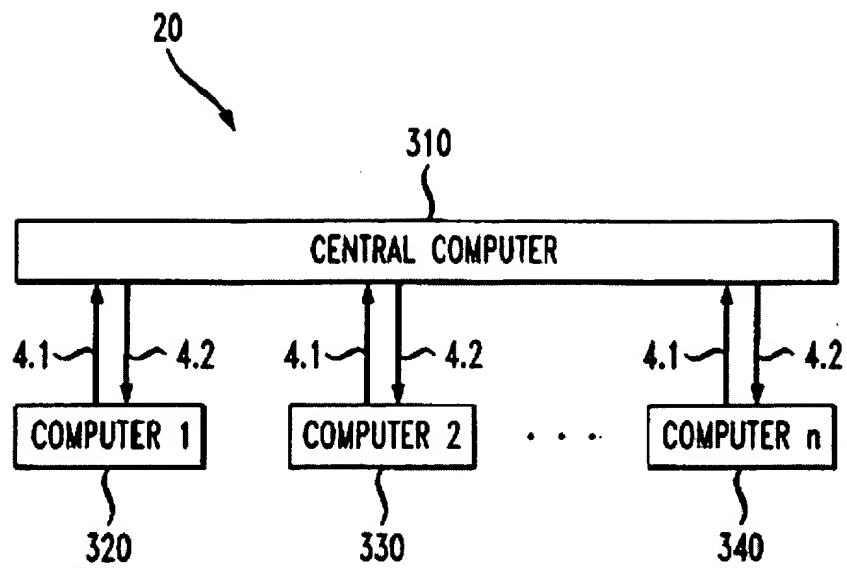 20
310
CENTRAL COMPUTER
4.1 4.2 4.1 4.2 4.1 4.2
COMPUTER 1 COMPUTER 2 . . . COMPUTER n
320 330 340